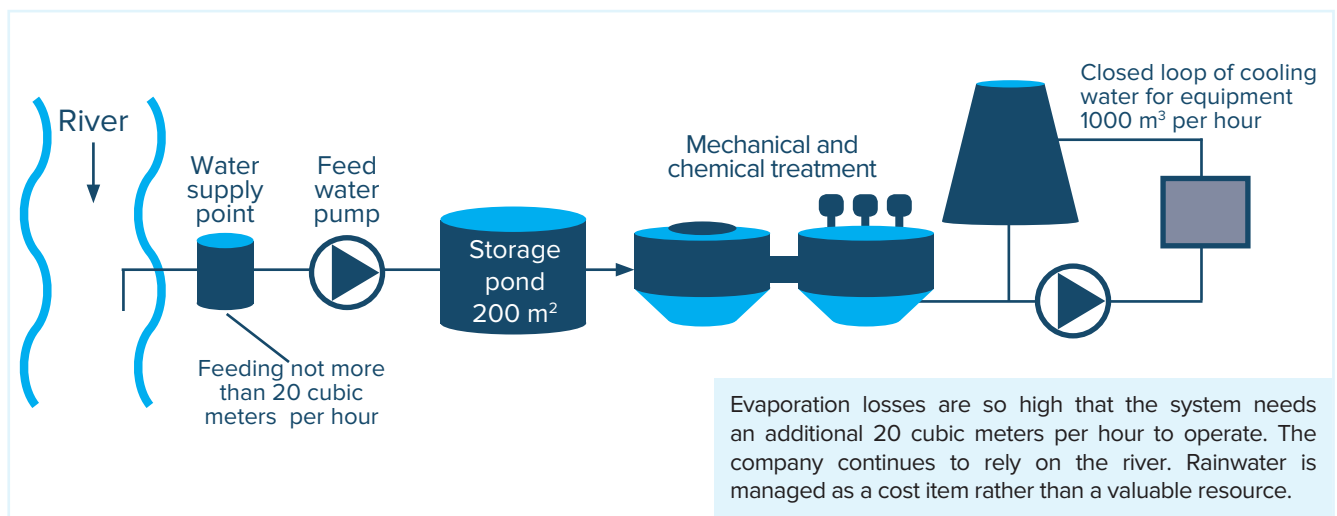 River
Water
supply
point
Feed
water
pump
Feeding not more
than 20 cubic
meters per hour
Storage
pond
200 m²
Mechanical and
chemical treatment
Closed loop of cooling
water for equipment
1000 m³ per hour
Evaporation losses are so high that the system needs
an additional 20 cubic meters per hour to operate. The
company continues to rely on the river. Rainwater is
managed as a cost item rather than a valuable resource.